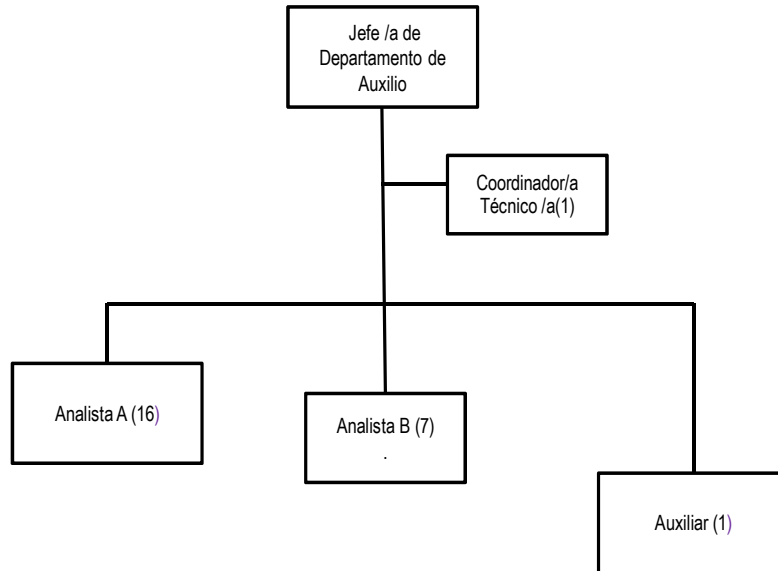 Jefe /a de
Departamento de
Auxilio
Coordinador/a
Técnico /a(1)
Analista A (16)
Analista B (7)
.
Auxiliar (1)